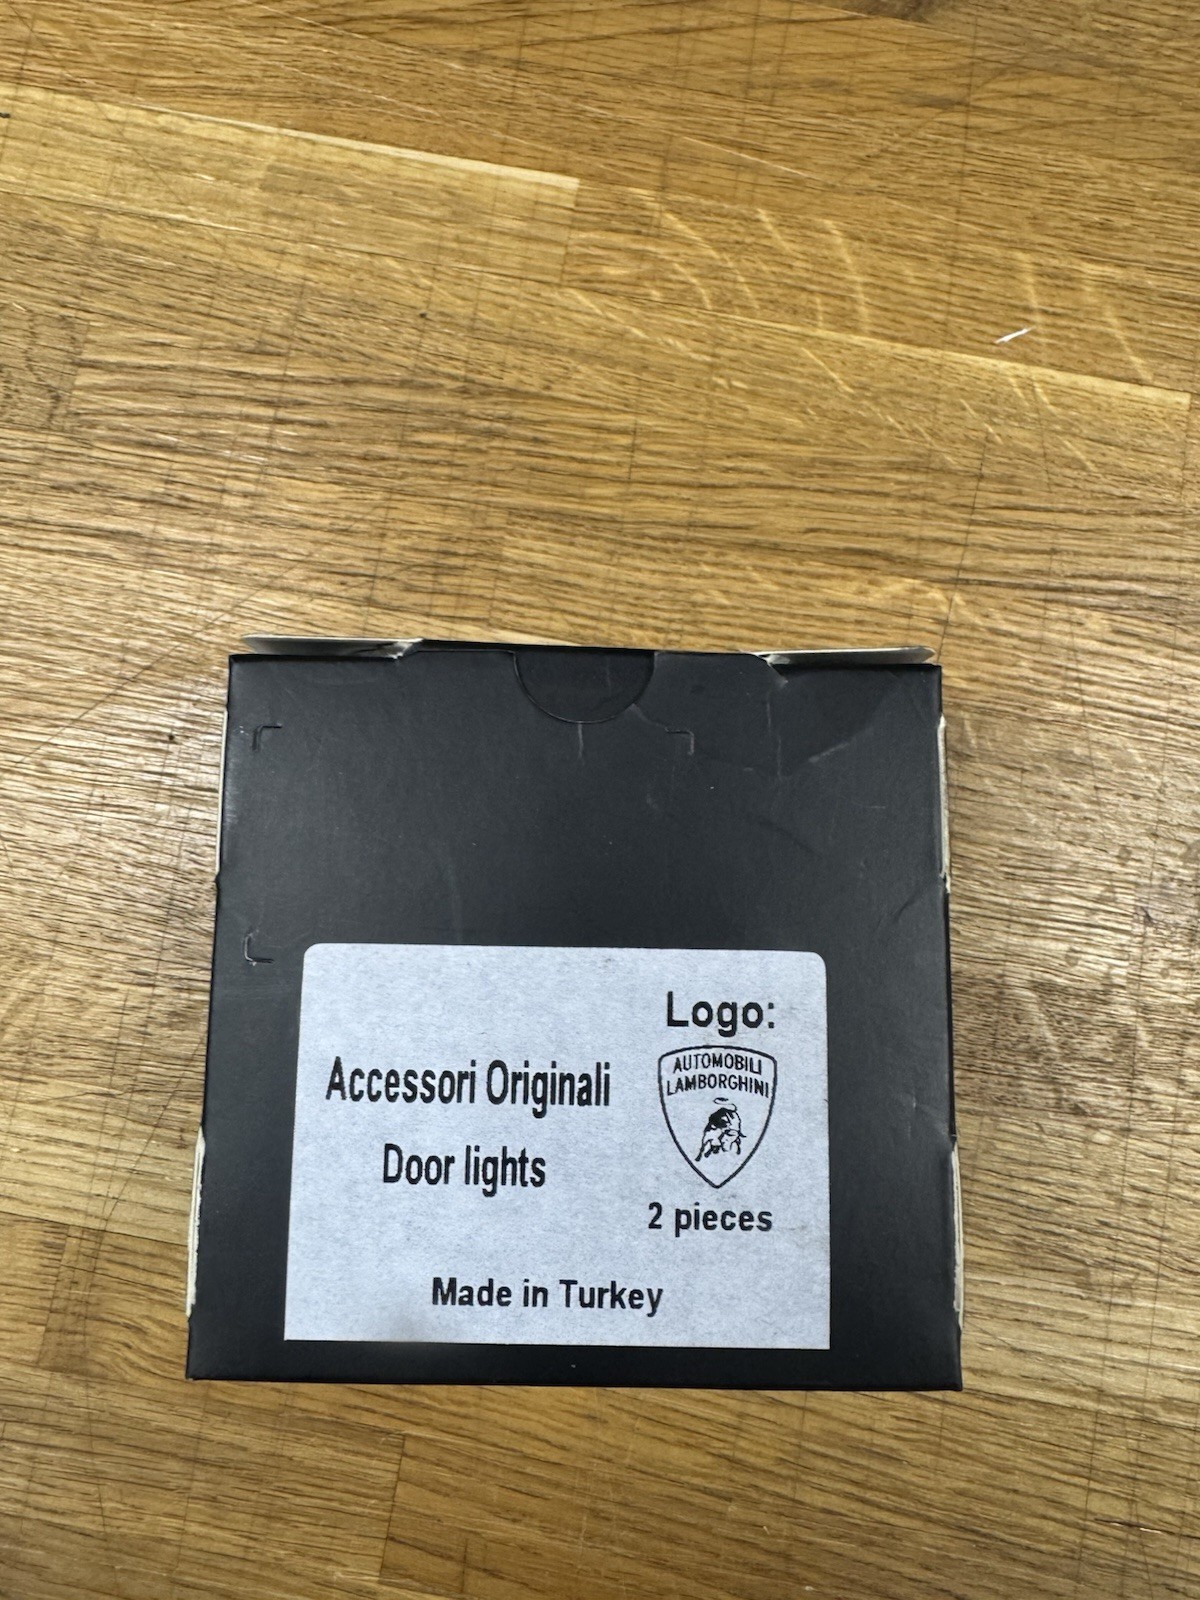 Logo:
AUTOMOBILI
LAMBORGHINI
Accessori Originali
Door lights
2 pieces
Made in Turkey